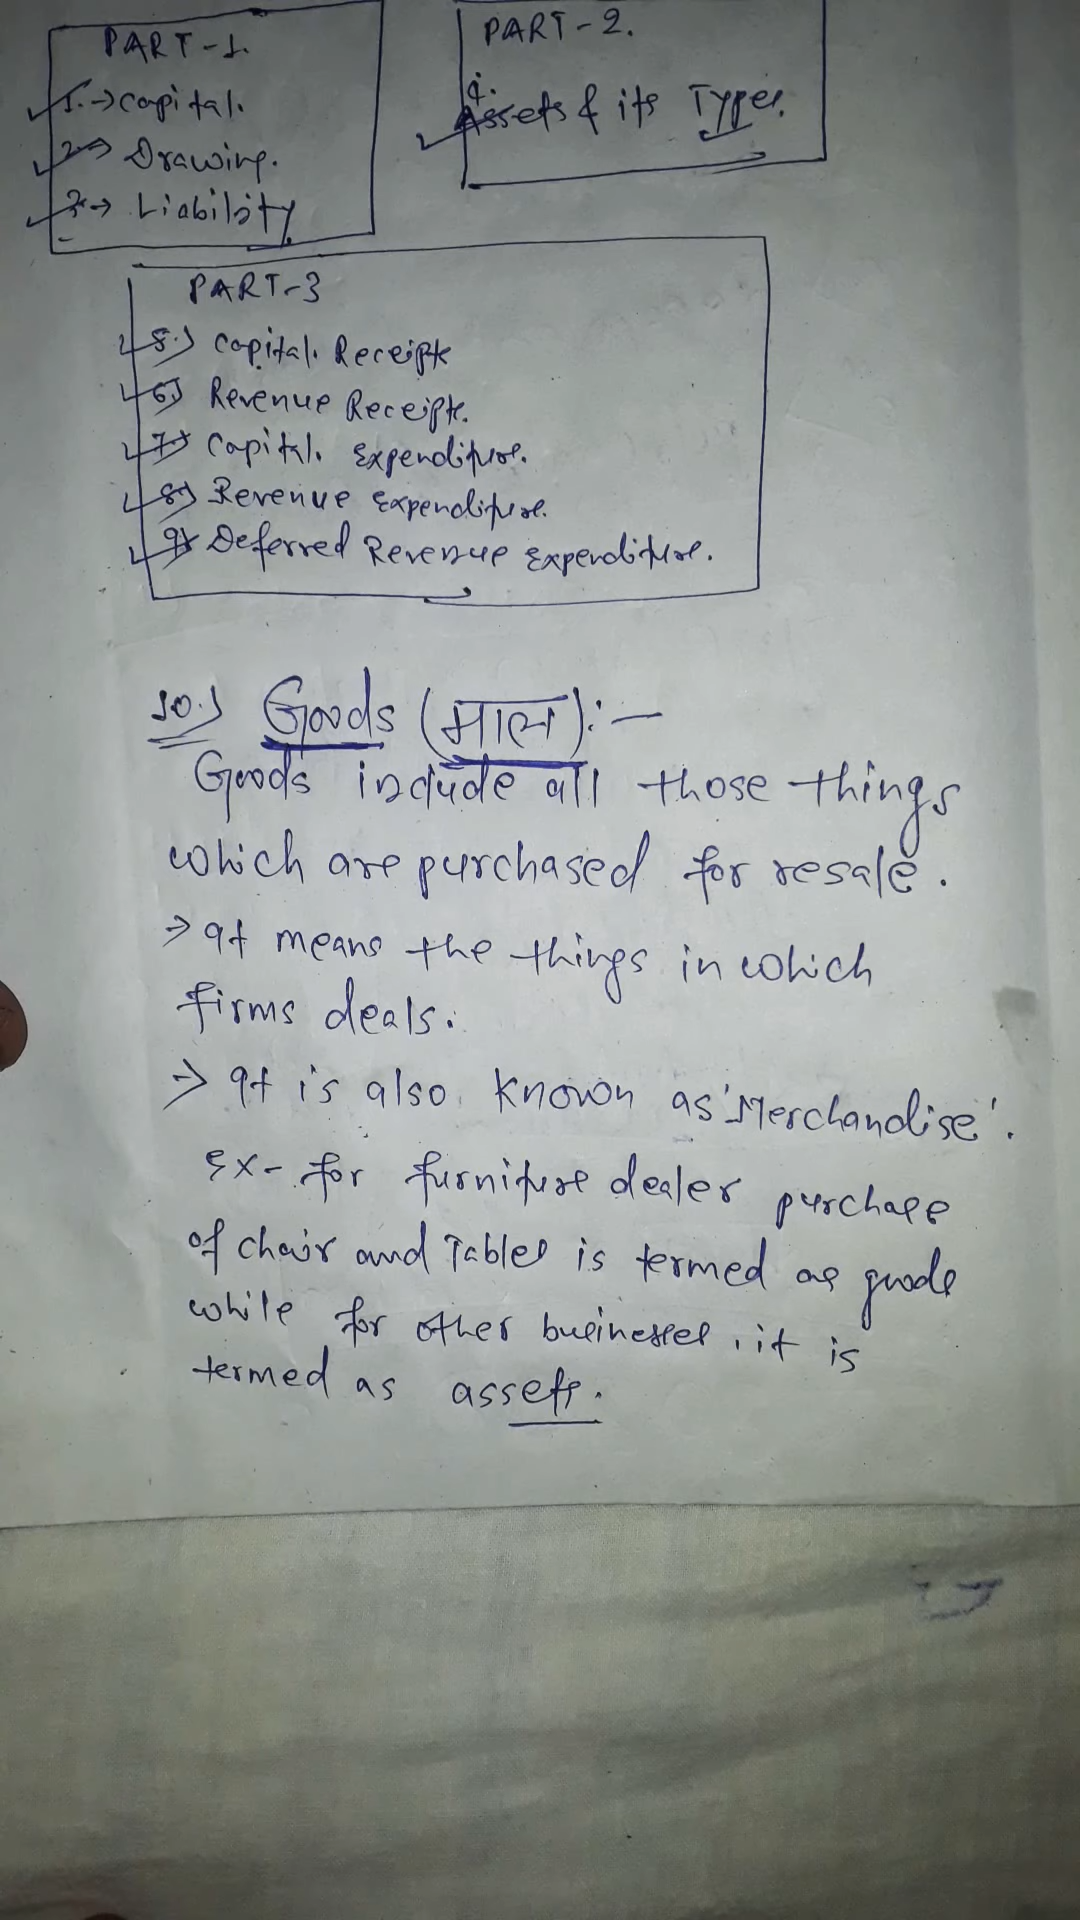 PART-1.
1.→ capital.
2.→ Drawing.
3.→ Liability
PART-2.
4.
Assets & its Types.
PART-3
5.) Capital Receipts
6.) Revenue Receipts.
7.) Capital Expenditure.
8.) Revenue Expenditure.
9.) Deferred Revenue Expenditure.
10.) Goods (माल):-
Goods include all those things
which are purchased for resale.
→ It means the things in which
firms deals.
→ It is also known as 'Merchandise'.
Ex- for furniture dealer purchase
of chair and Tables is termed as goods
while for other businesses, it is
termed as assets.